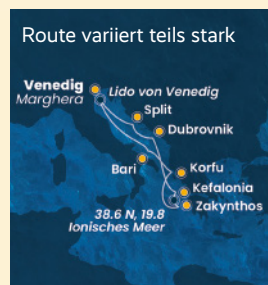 Route variiert teils stark
Venedig
Marghera
Lido von Venedig
Split
Dubrovnik
Bari
Korfu
Kefalonia
Zakynthos
38.6 N, 19.8
Ionisches Meer